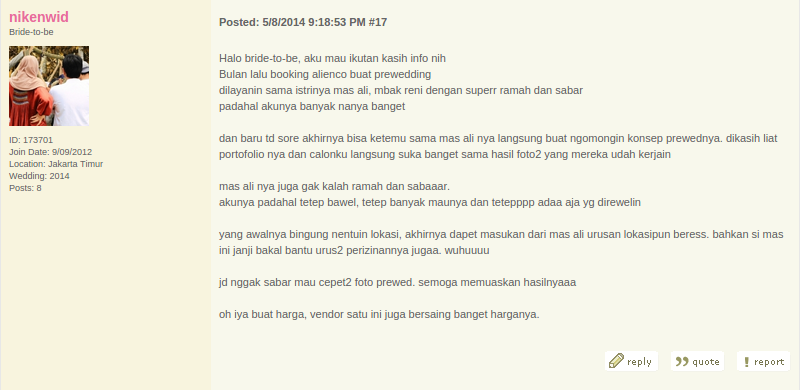 nikenwid
Bride-to-be
ID: 173701
Join Date: 9/09/2012
Location: Jakarta Timur
Wedding: 2014
Posts: 8
Posted: 5/8/2014 9:18:53 PM #17
Halo bride-to-be, aku mau ikutan kasih info nih
Bulan lalu booking alienco buat prewedding
dilayanin sama istrinya mas ali, mbak reni dengan superr ramah dan sabar
padahal akunya banyak nanya banget
dan baru td sore akhirnya bisa ketemu sama mas ali nya langsung buat ngomongin konsep prewednya. dikasih liat
portofolio nya dan calonku langsung suka banget sama hasil foto2 yang mereka udah kerjain
mas ali nya juga gak kalah ramah dan sabaaar.
akunya padahal tetep bawel, tetep banyak maunya dan tetepppp adaa aja yg direwelin
yang awalnya bingung nentuin lokasi, akhirnya dapet masukan dari mas ali urusan lokasipun beress. bahkan si mas
ini janji bakal bantu urus2 perizinannya jugaa. wuhuuuu
jd nggak sabar mau cepet2 foto prewed. semoga memuaskan hasilnyaaa
oh iya buat harga, vendor satu ini juga bersaing banget harganya.
reply quote report